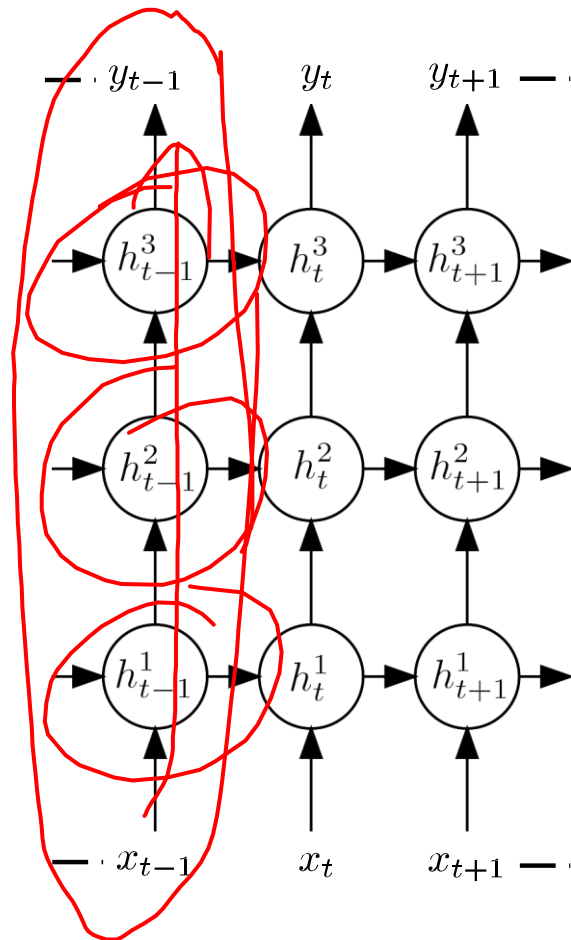 y_{t-1} y_t y_{t+1}
h^3_{t-1} h^3_t h^3_{t+1}
h^2_{t-1} h^2_t h^2_{t+1}
h^1_{t-1} h^1_t h^1_{t+1}
x_{t-1} x_t x_{t+1}